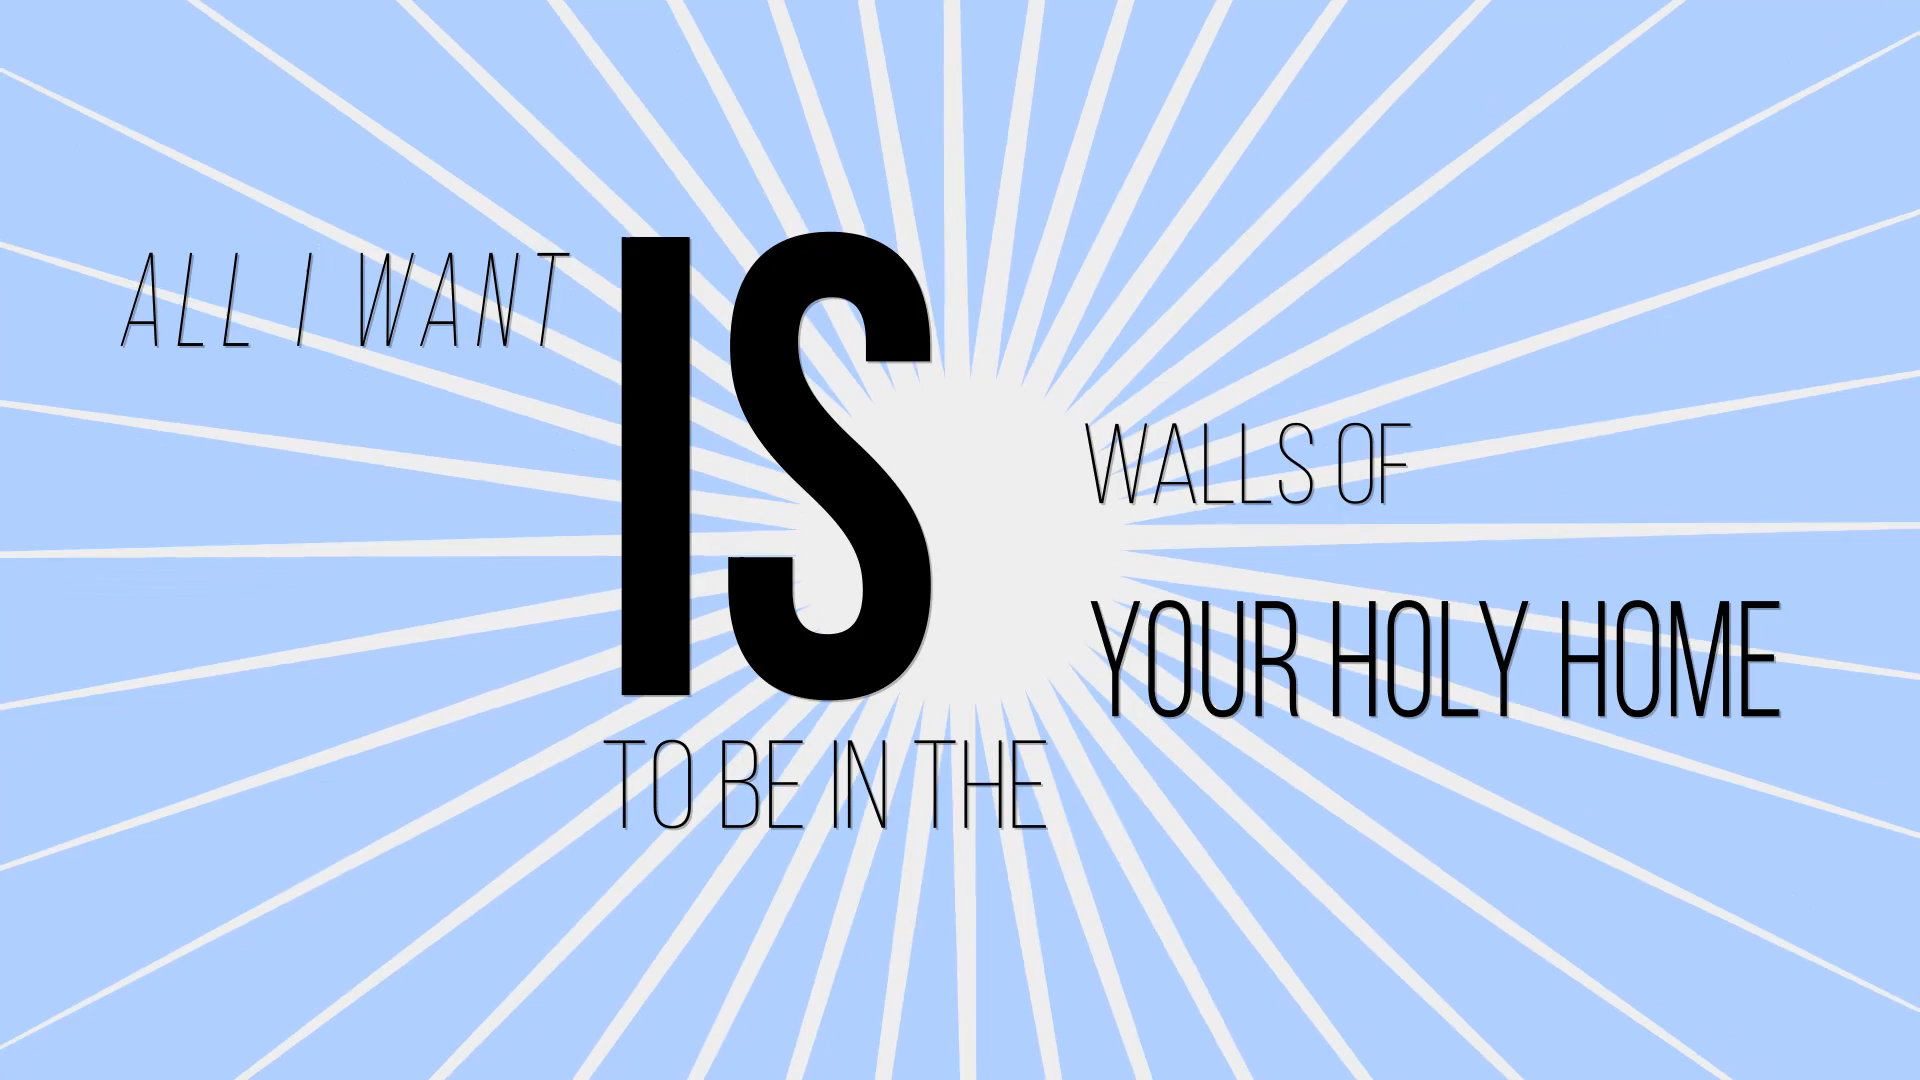 ALL I WANT
IS
TO BE IN THE
WALLS OF
YOUR HOLY HOME